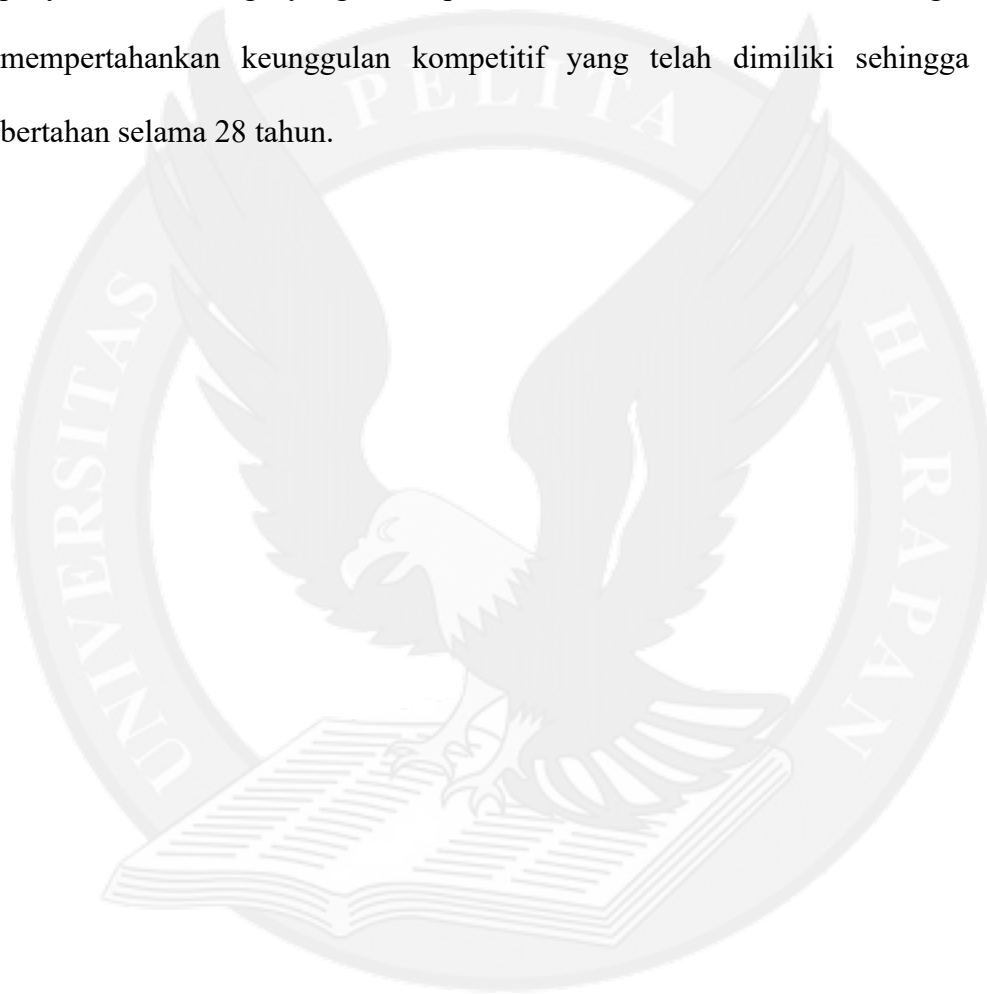 mempertahankan keunggulan kompetitif yang telah dimiliki sehingga
bertahan selama 28 tahun.
PELITA
UNIVERSITAS
HARAPAN